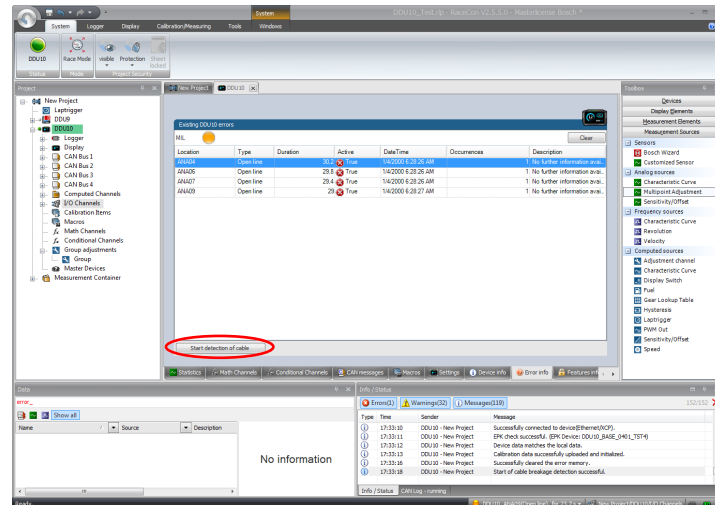 System
DDU10_Test.rlp - RaceCon V2.5.5.0 - Masterlicense Bosch *
System Logger Display Calibration/Measuring Tools Windows
DDU10 Race Mode visible Protection Sheet
locked
Status Mode Project Security
Project
New Project DDU10
Toolbox
New Project
Laptrigger
DDU9
DDU10
Logger
Display
CAN Bus 1
CAN Bus 2
CAN Bus 3
CAN Bus 4
Computed Channels
I/O Channels
Calibration Items
Macros
Math Channels
Conditional Channels
Group adjustments
Group
Master Devices
Measurement Container
Existing DDU10 errors
MIL Clear
Location Type Duration Active DateTime Occurrences Description
ANA04 Open line 30.2 True 1/4/2000 6:28:26 AM 1 No further information avai...
ANA06 Open line 29.8 True 1/4/2000 6:28:26 AM 1 No further information avai...
ANA07 Open line 29.4 True 1/4/2000 6:28:26 AM 1 No further information avai...
ANA09 Open line 29 True 1/4/2000 6:28:27 AM 1 No further information avai...
Start detection of cable
Statistics Math Channels Conditional Channels CAN messages Macros Settings Device info Error info Features inf
Devices
Display Elements
Measurement Elements
Measurement Sources
Sensors
Bosch Wizard
Customized Sensor
Analog sources
Characteristic Curve
Multipoint Adjustment
Sensitivity/Offset
Frequency sources
Characteristic Curve
Revolution
Velocity
Computed sources
Adjustment channel
Characteristic Curve
Display Switch
Fuel
Gear Lookup Table
Hysteresis
Laptrigger
PWM Out
Sensitivity/Offset
Speed
Data
error_
Show all
Name Source Description
No information
Info / Status
Errors(1) Warnings(32) Messages(119) 152/152
Type Time Sender Message
17:33:10 DDU10 - New Project Successfully connected to device(Ethernet/XCP).
17:33:11 DDU10 - New Project EPK check successful. (EPK Device: DDU10_BASE_0401_TST4)
17:33:12 DDU10 - New Project Device data matches the local data.
17:33:13 DDU10 - New Project Calibration data successfully uploaded and initialized.
17:33:16 DDU10 - New Project Successfully cleared the error memory.
17:33:18 DDU10 - New Project Start of cable breakage detection successful.
Info / Status CAN Log - running
Ready